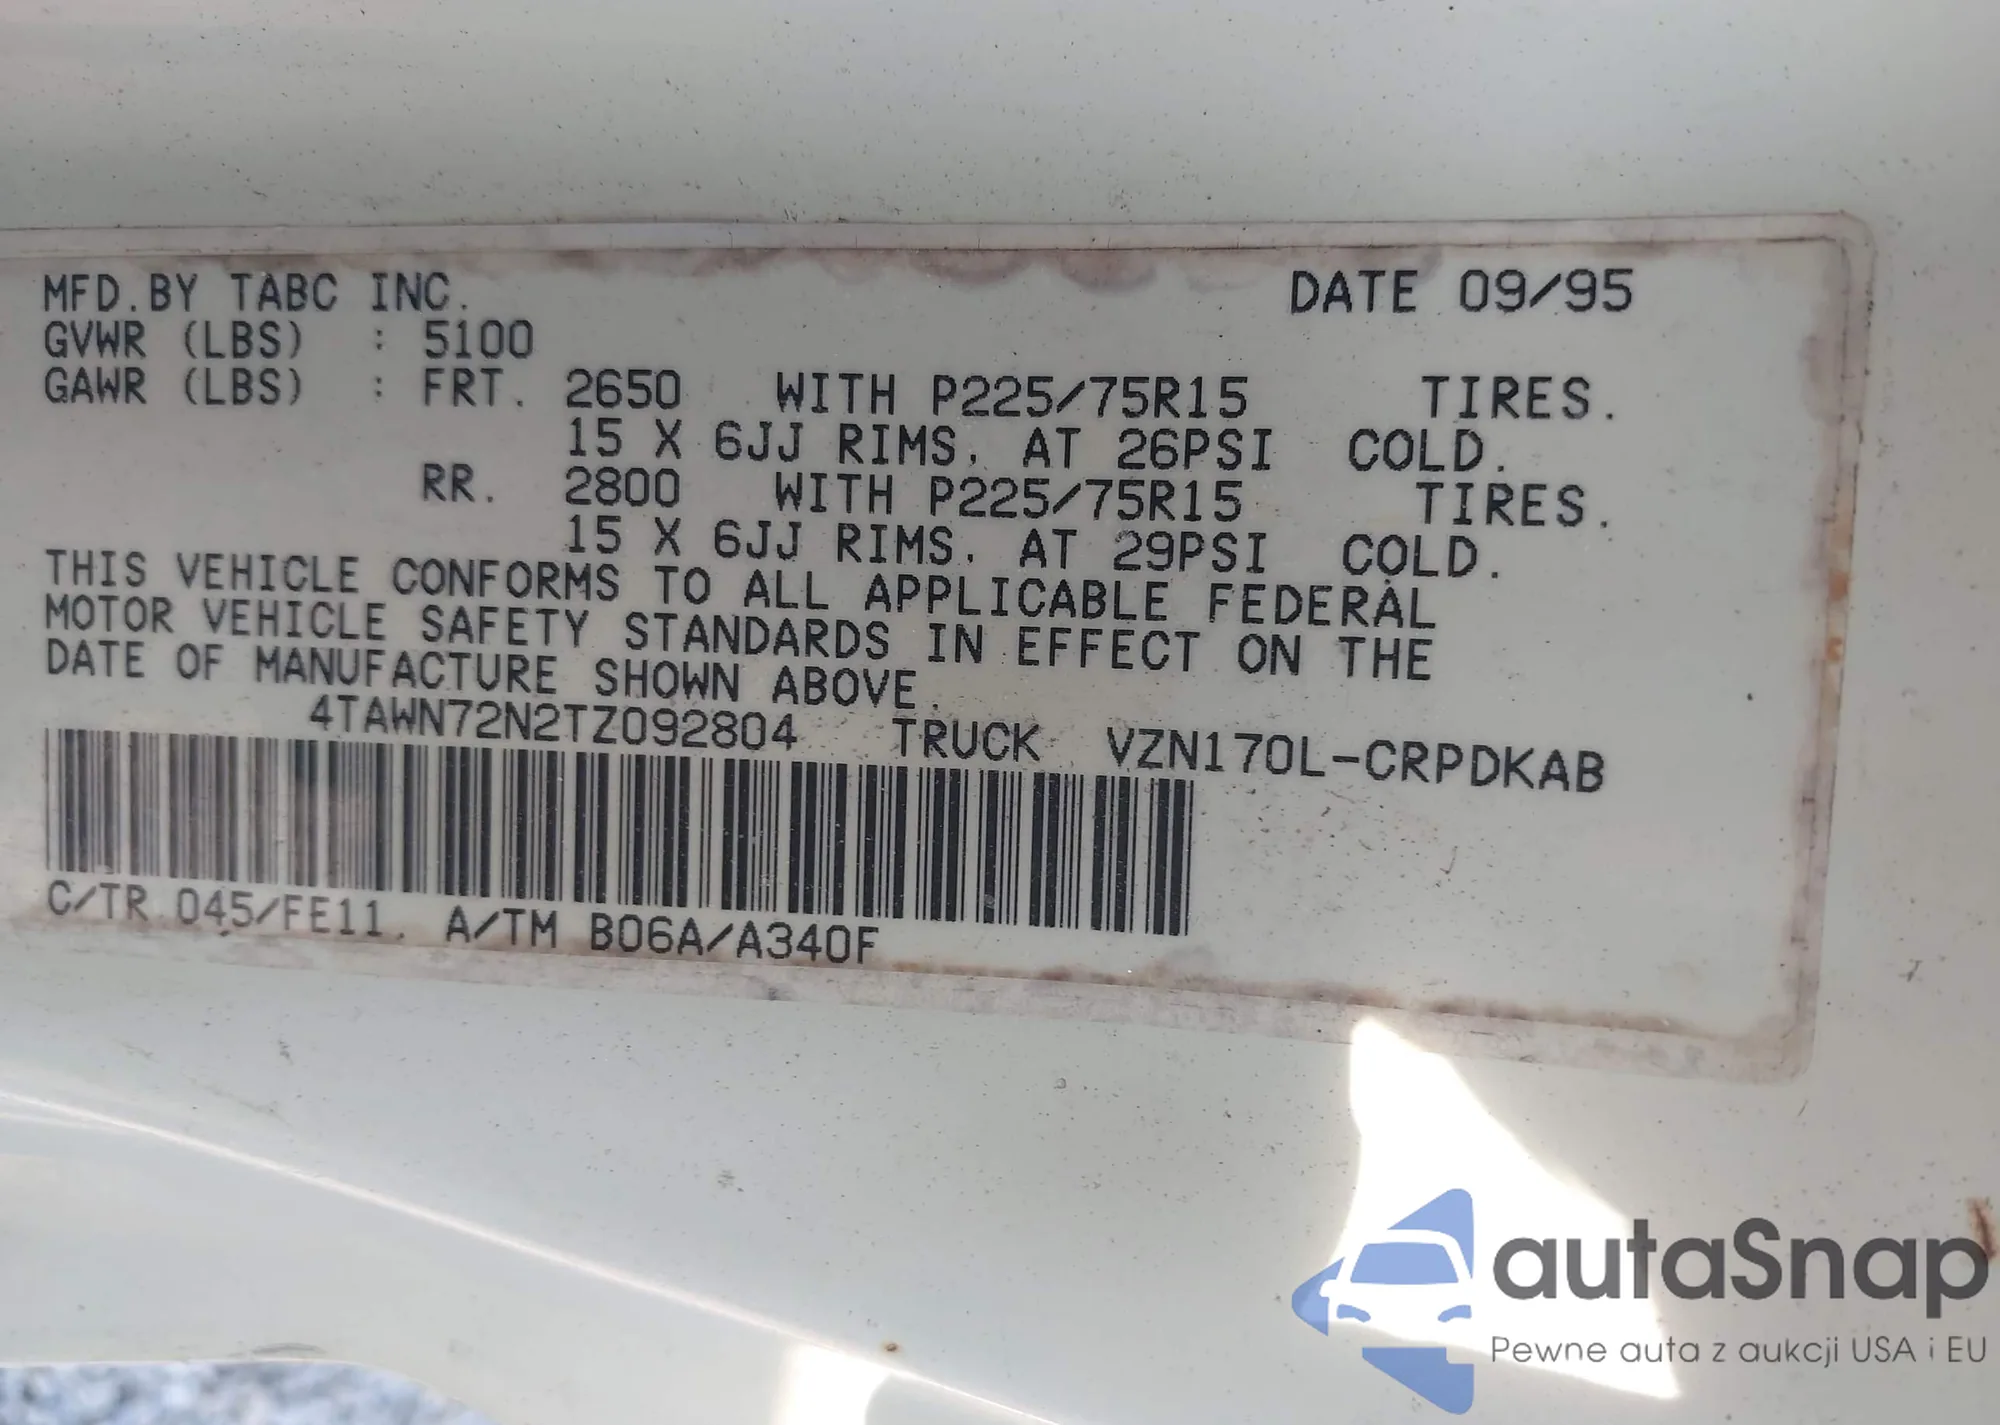 MFD.BY TABC INC. DATE 09/95
GVWR (LBS) : 5100
GAWR (LBS) : FRT. 2650 WITH P225/75R15 TIRES.
15 X 6JJ RIMS. AT 26PSI COLD.
RR. 2800 WITH P225/75R15 TIRES.
15 X 6JJ RIMS. AT 29PSI COLD.
THIS VEHICLE CONFORMS TO ALL APPLICABLE FEDERAL
MOTOR VEHICLE SAFETY STANDARDS IN EFFECT ON THE
DATE OF MANUFACTURE SHOWN ABOVE.
4TAWN72N2TZ092804 TRUCK VZN170L-CRPDKAB
C/TR 045/FE11. A/TM B06A/A340F
autaSnap
Pewne auta z aukcji USA i EU